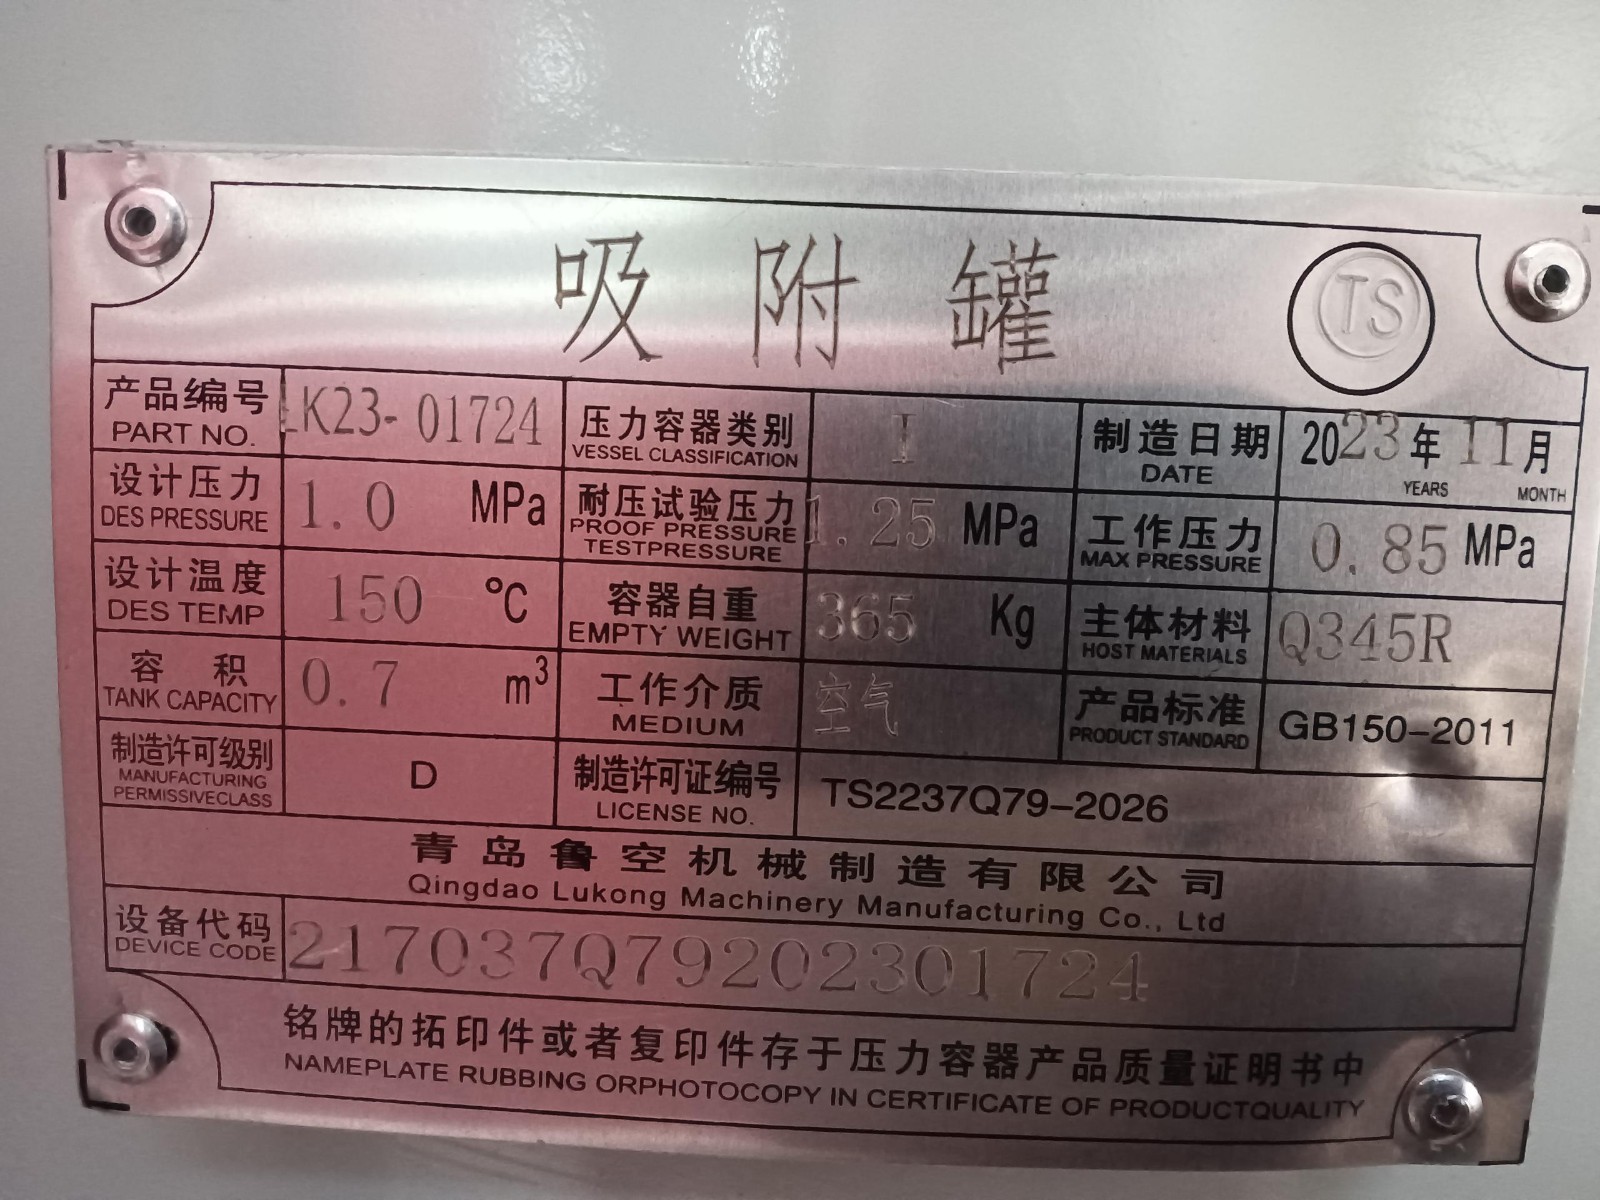 吸附罐
TS
产品编号 LK23-01724 压力容器类别 I 制造日期 2023年11月
PART NO. VESSEL CLASSIFICATION DATE YEARS MONTH
设计压力 1.0 MPa 耐压试验压力 1.25 MPa 工作压力 0.85 MPa
DES PRESSURE PROOF PRESSURE MAX PRESSURE
TESTPRESSURE
设计温度 150 ℃ 容器自重 365 Kg 主体材料 Q345R
DES TEMP EMPTY WEIGHT HOST MATERIALS
容积 0.7 m³ 工作介质 空气 产品标准 GB150-2011
TANK CAPACITY MEDIUM PRODUCT STANDARD
制造许可级别 D 制造许可证编号 TS2237Q79-2026
MANUFACTURING LICENSE NO.
PERMISSIVECLASS
青岛鲁空机械制造有限公司
Qingdao Lukong Machinery Manufacturing Co., Ltd
设备代码 217037Q79202301724
DEVICE CODE
铭牌的拓印件或者复印件存于压力容器产品质量证明书中
NAMEPLATE RUBBING ORPHOTOCOPY IN CERTIFICATE OF PRODUCTQUALITY